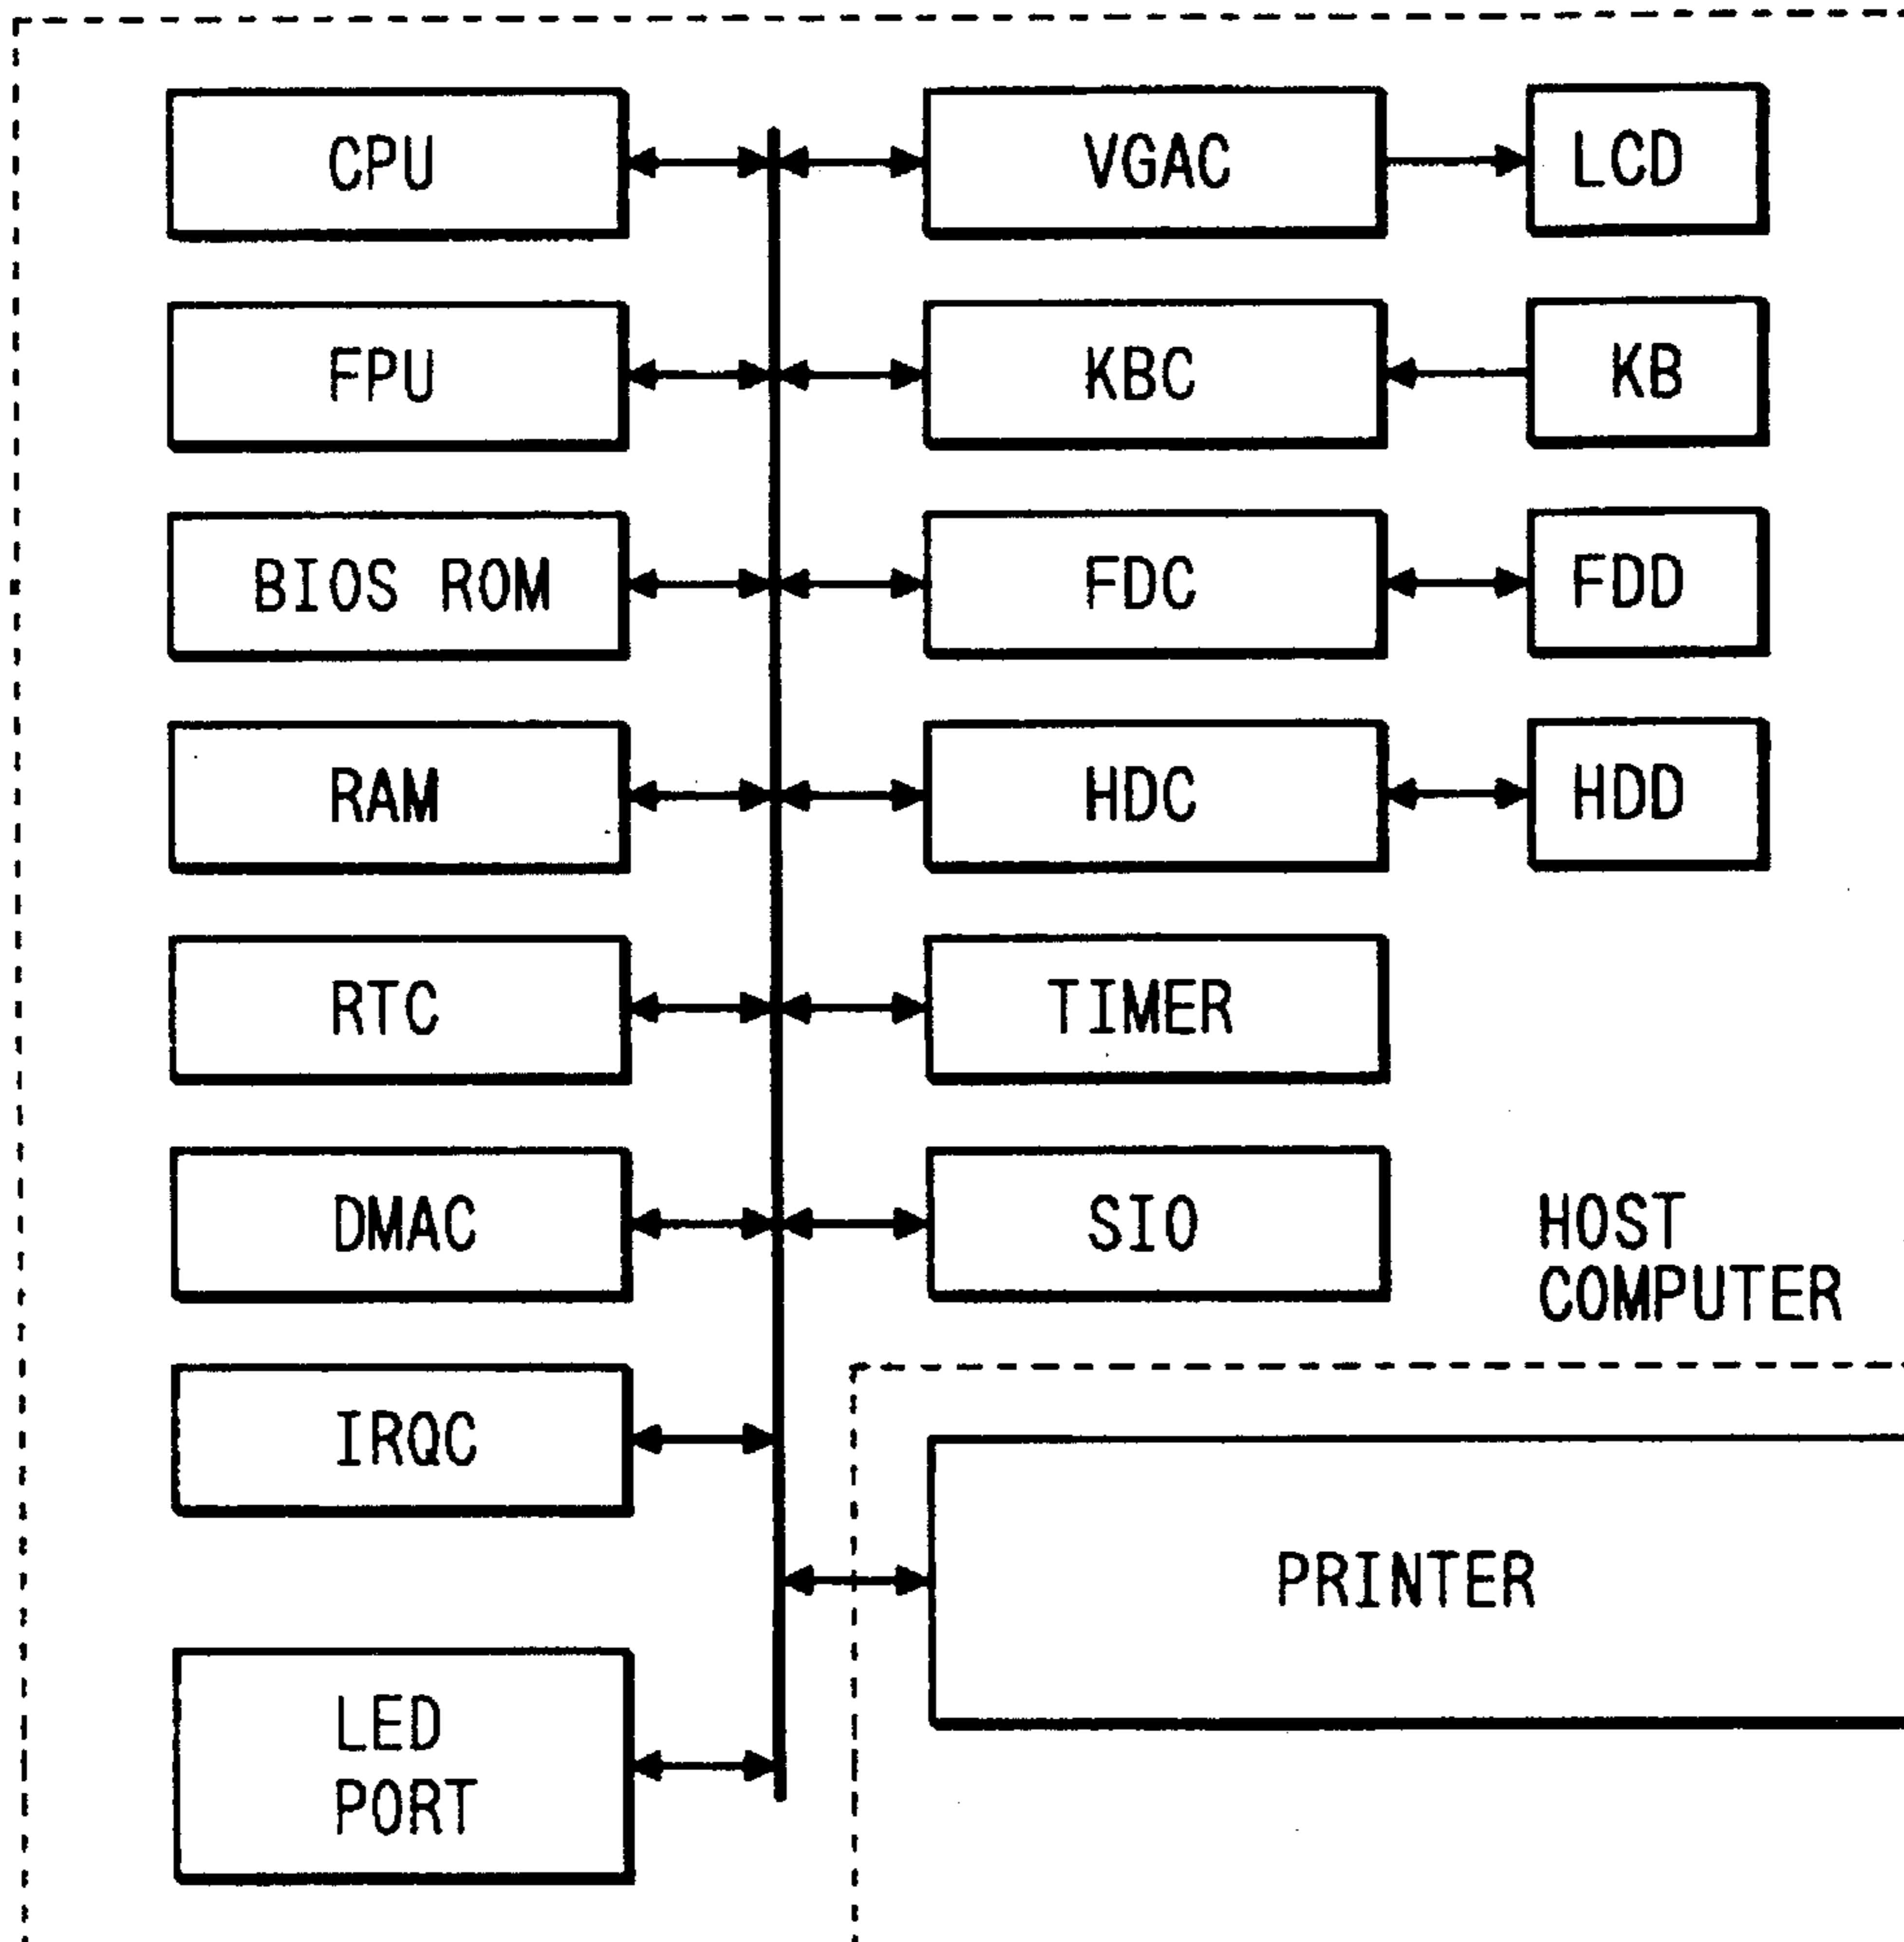 CPU
VGAC
LCD
FPU
KBC
KB
BIOS ROM
FDC
FDD
RAM
HDC
HDD
RTC
TIMER
DMAC
SIO
HOST
COMPUTER
IRQC
PRINTER
LED
PORT